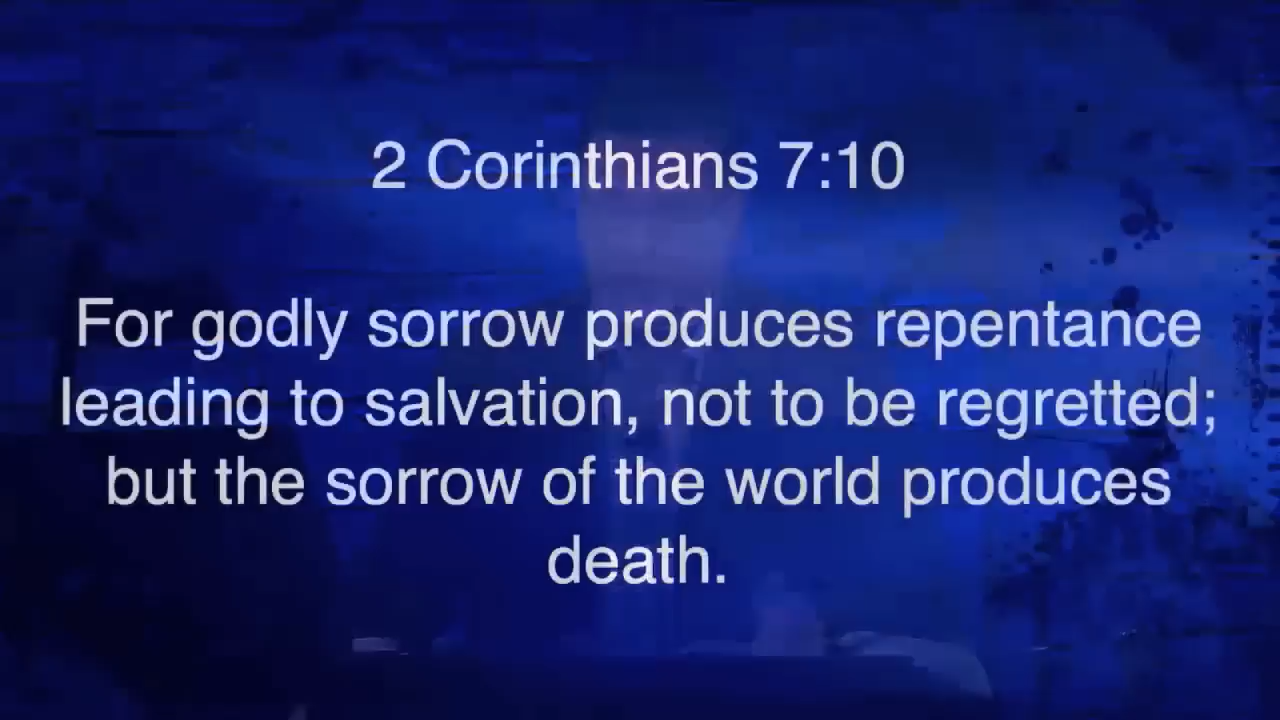 2 Corinthians 7:10
For godly sorrow produces repentance
leading to salvation, not to be regretted;
but the sorrow of the world produces
death.